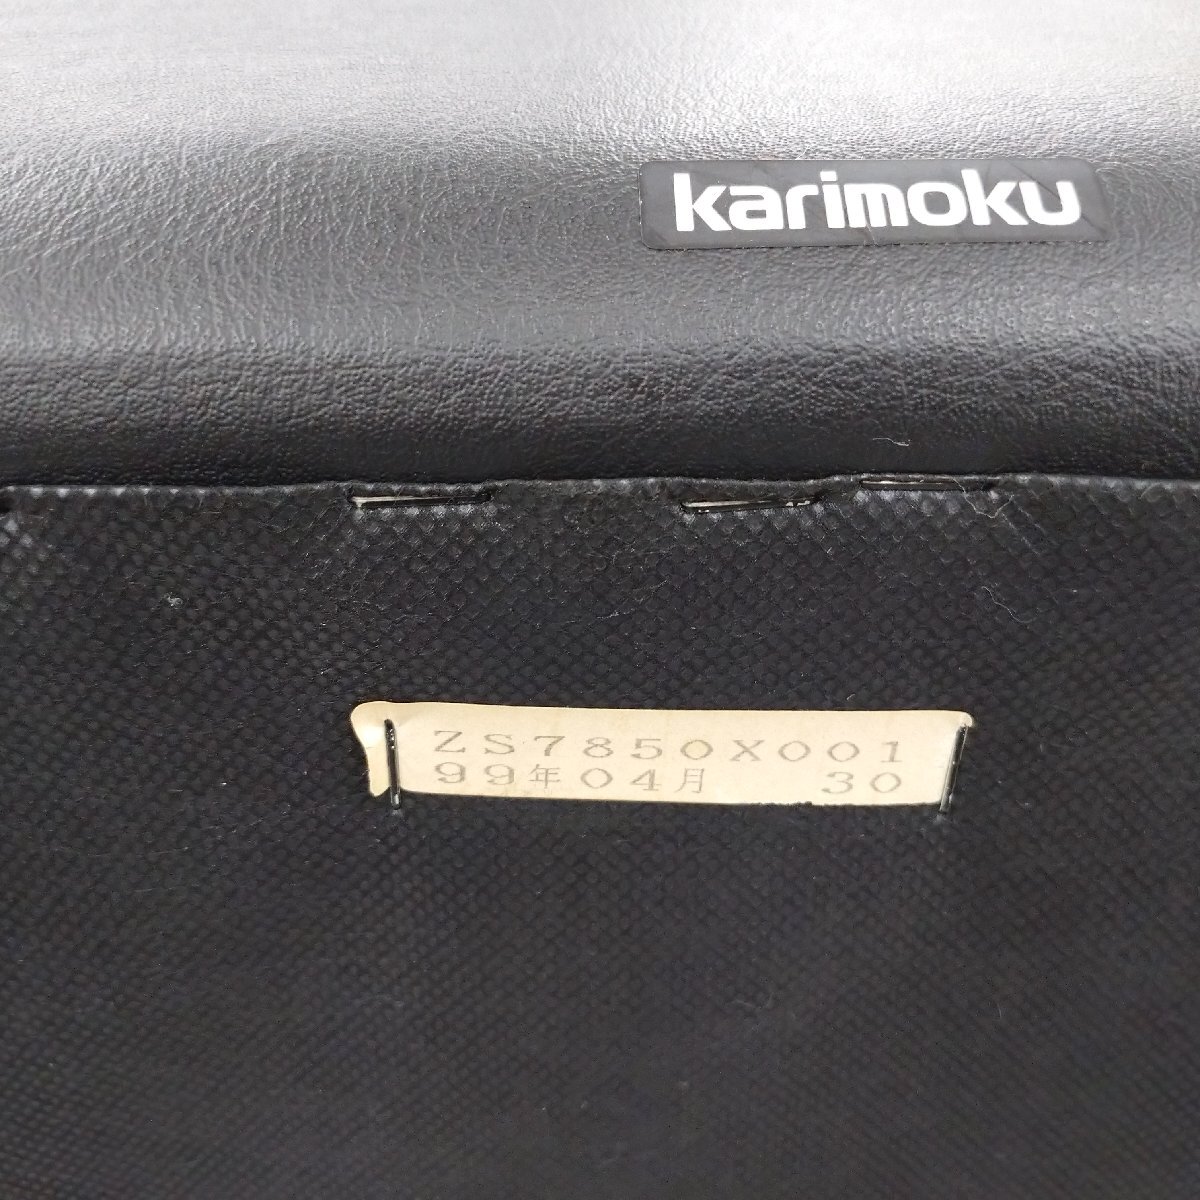 karimoku
ZS7850X001
99年04月 30